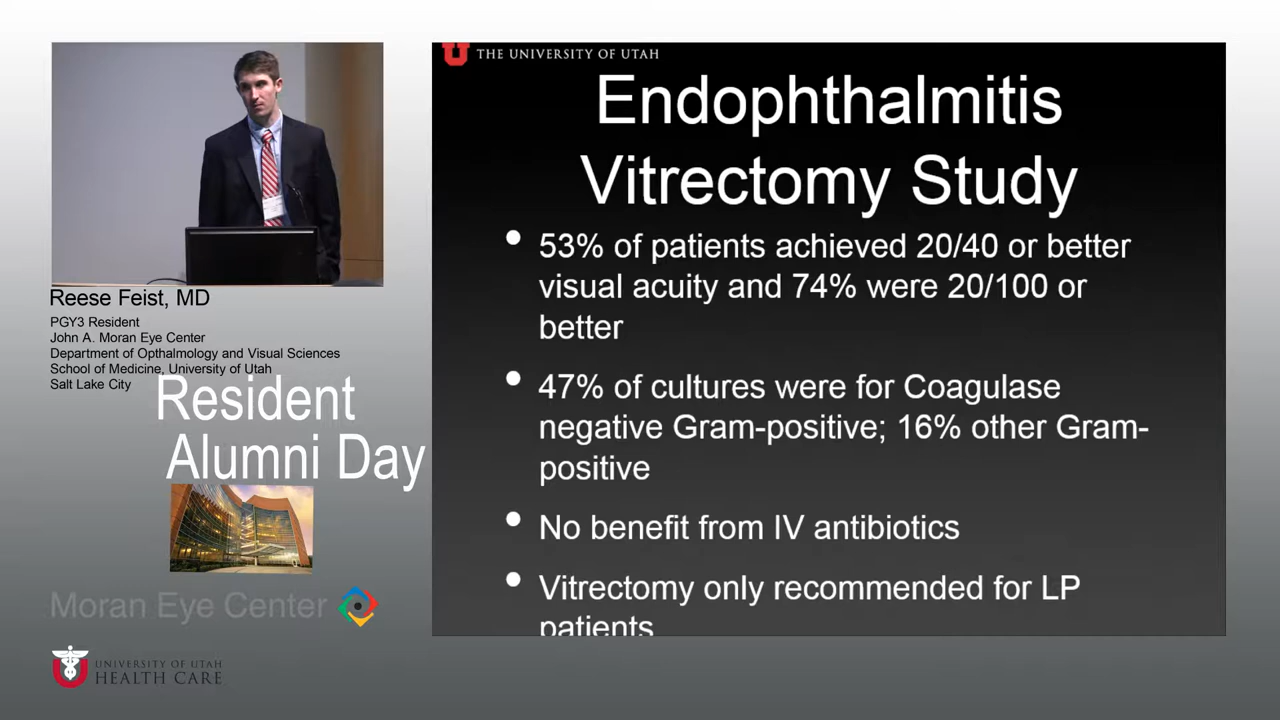 THE UNIVERSITY OF UTAH
Endophthalmitis
Vitrectomy Study
• 53% of patients achieved 20/40 or better
visual acuity and 74% were 20/100 or
better
• 47% of cultures were for Coagulase
negative Gram-positive; 16% other Gram-
positive
• No benefit from IV antibiotics
• Vitrectomy only recommended for LP
patients
Reese Feist, MD
PGY3 Resident
John A. Moran Eye Center
Department of Opthalmology and Visual Sciences
School of Medicine, University of Utah
Salt Lake City
Resident
Alumni Day
Moran Eye Center
UNIVERSITY OF UTAH
HEALTH CARE